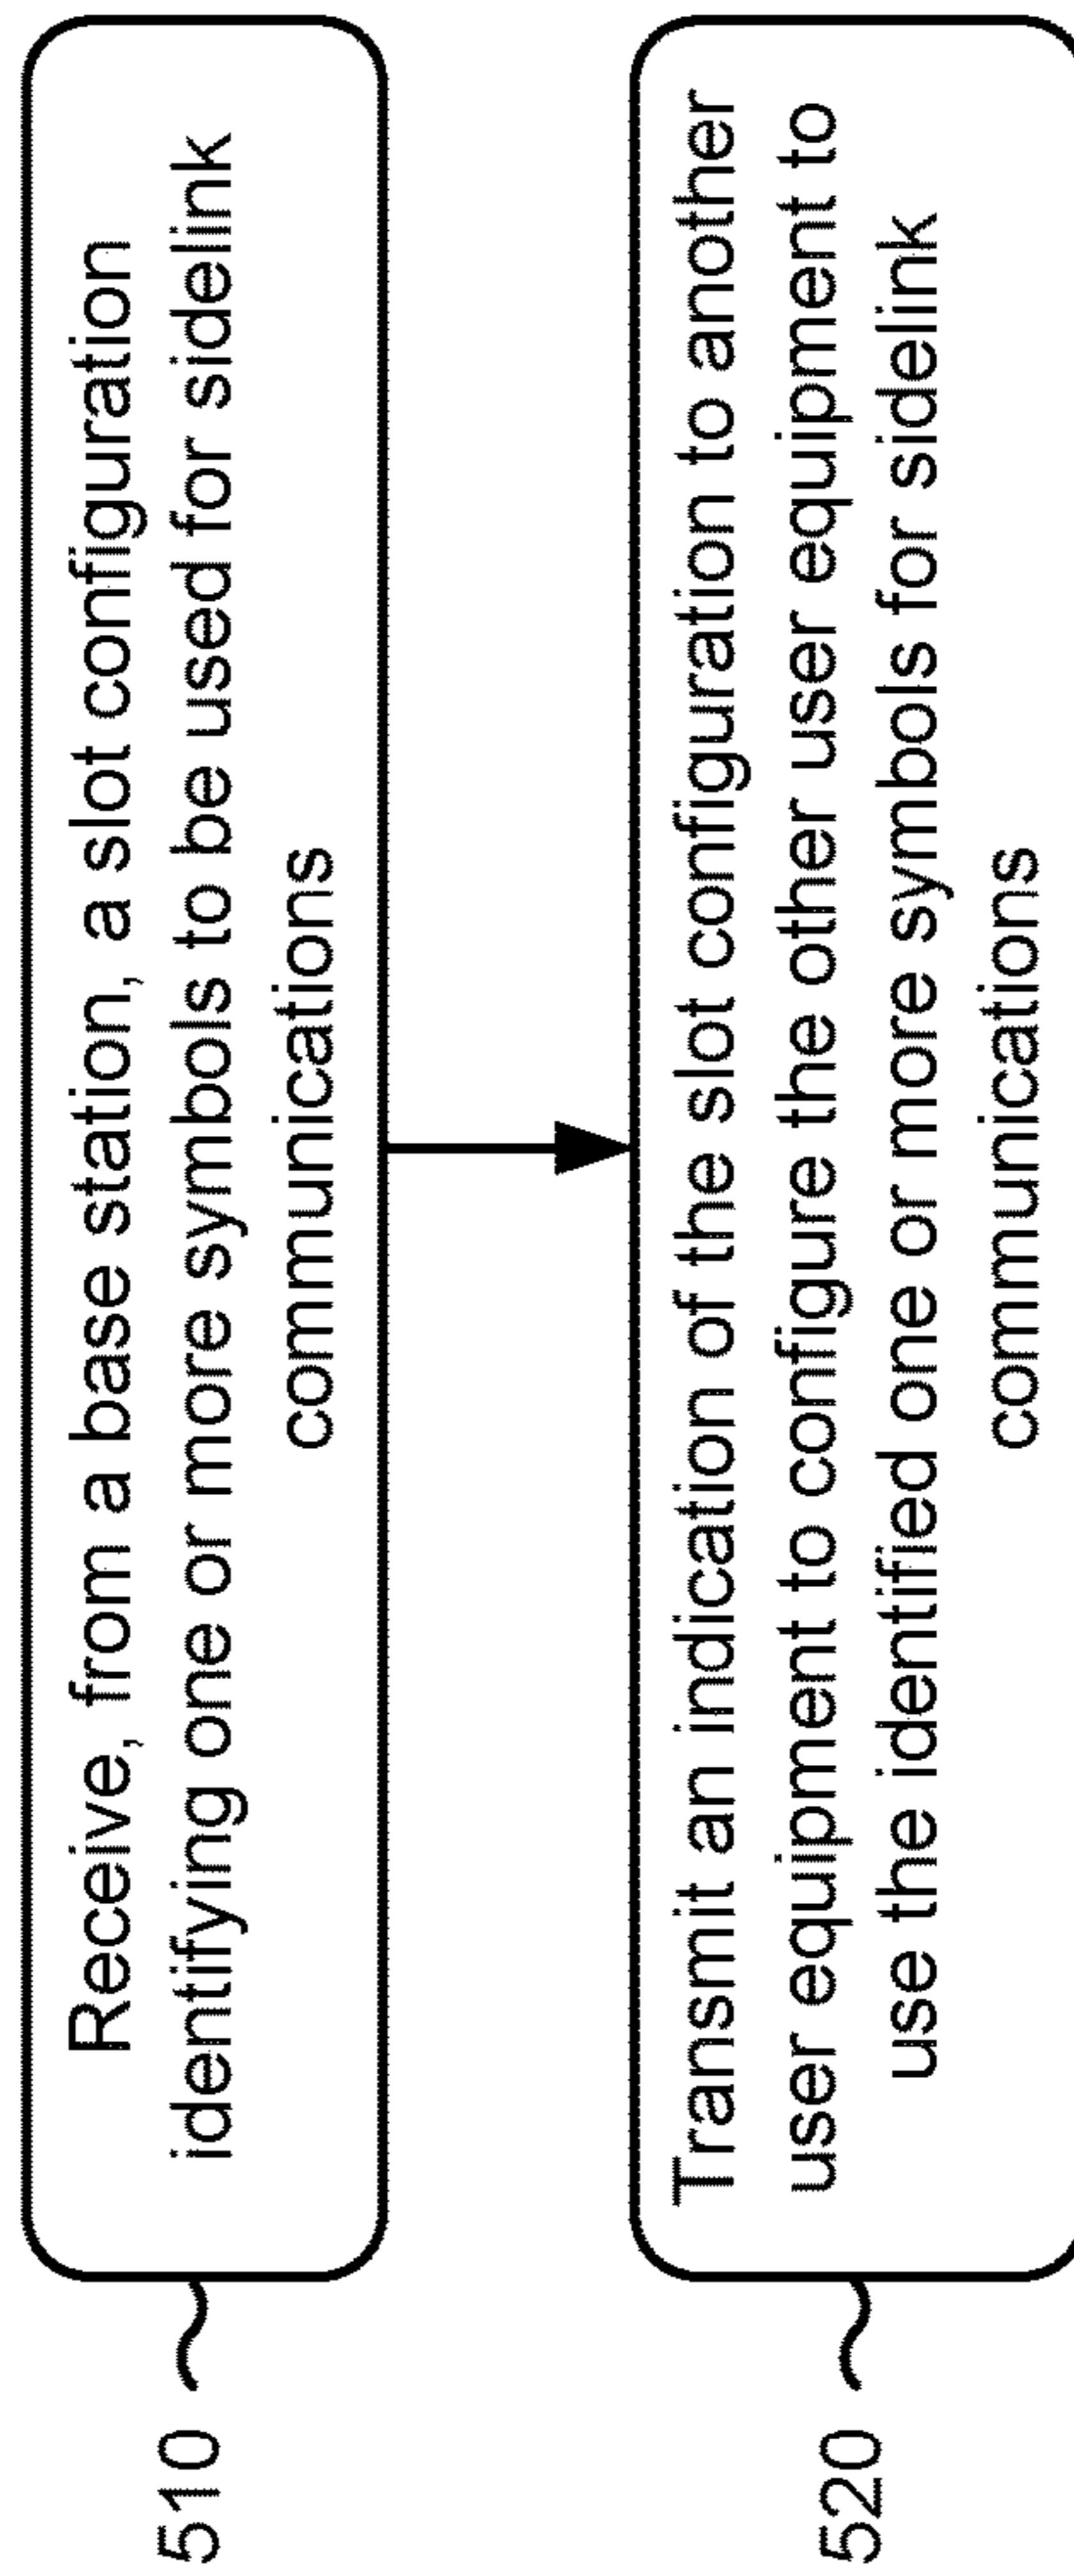 510
Receive, from a base station, a slot configuration
identifying one or more symbols to be used for sidelink
communications
520
Transmit an indication of the slot configuration to another
user equipment to configure the other user equipment to
use the identified one or more symbols for sidelink
communications